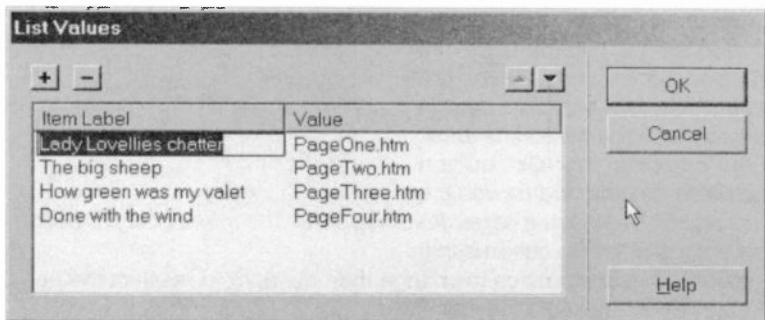 List Values
+ -
OK
Item Label Value
Cancel
Lady Lovellies chatter PageOne.htm
The big sheep PageTwo.htm
How green was my valet PageThree.htm
Done with the wind PageFour.htm
Help